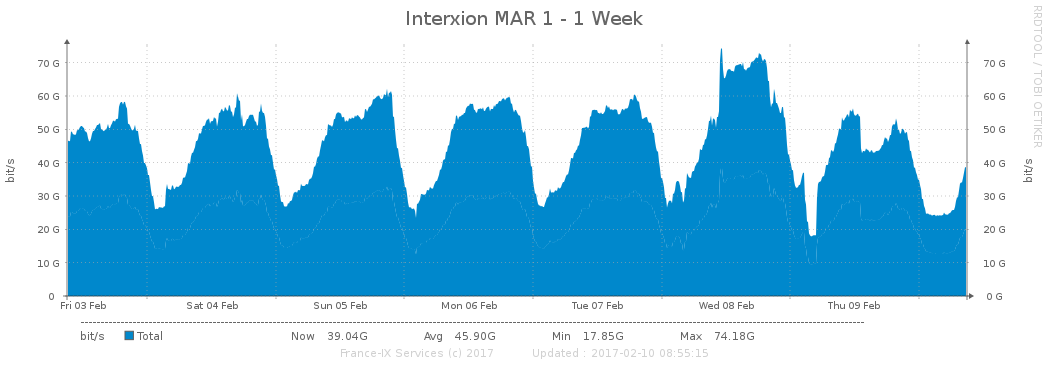 Interxion MAR 1 - 1 Week
RRDTOOL / TOBI OETIKER
bit/s
bit/s
70 G 70 G
60 G 60 G
50 G 50 G
40 G 40 G
30 G 30 G
20 G 20 G
10 G 10 G
0 0 G
Fri 03 Feb Sat 04 Feb Sun 05 Feb Mon 06 Feb Tue 07 Feb Wed 08 Feb Thu 09 Feb
bit/s Total Now 39.04G Avg 45.90G Min 17.85G Max 74.18G
France-IX Services (c) 2017 Updated : 2017-02-10 08:55:15